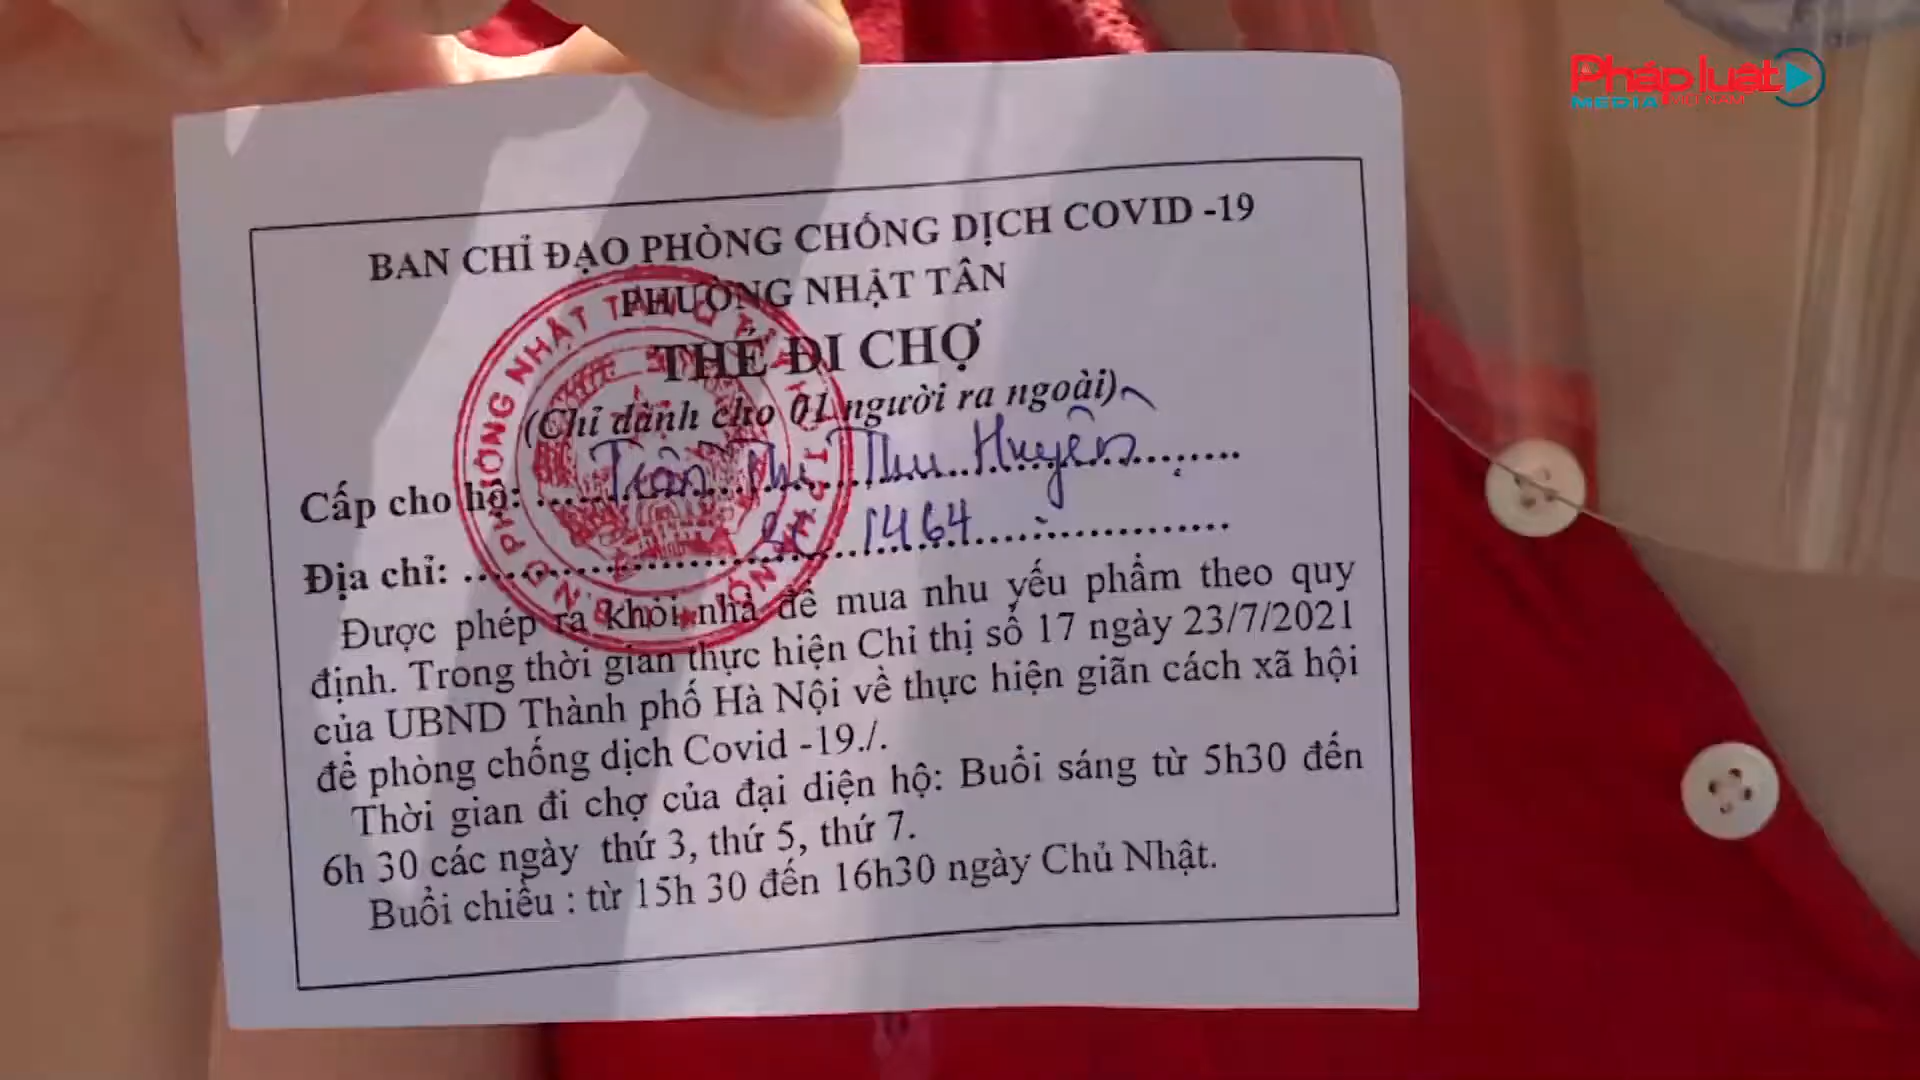 Pháp luật
MEDIA VIỆT NAM
BAN CHỈ ĐẠO PHÒNG CHỐNG DỊCH COVID -19
PHƯỜNG NHẬT TÂN
THẺ ĐI CHỢ
(Chỉ dành cho 01 người ra ngoài)
Cấp cho hộ: Trần Thị Thu Huyền
Địa chỉ: 1464
Được phép ra khỏi nhà để mua nhu yếu phẩm theo quy
định. Trong thời gian thực hiện Chỉ thị số 17 ngày 23/7/2021
của UBND Thành phố Hà Nội về thực hiện giãn cách xã hội
để phòng chống dịch Covid -19./.
Thời gian đi chợ của đại diện hộ: Buổi sáng từ 5h30 đến
6h 30 các ngày thứ 3, thứ 5, thứ 7.
Buổi chiều : từ 15h 30 đến 16h30 ngày Chủ Nhật.
U.B.N.D PHƯỜNG NHẬT TÂN